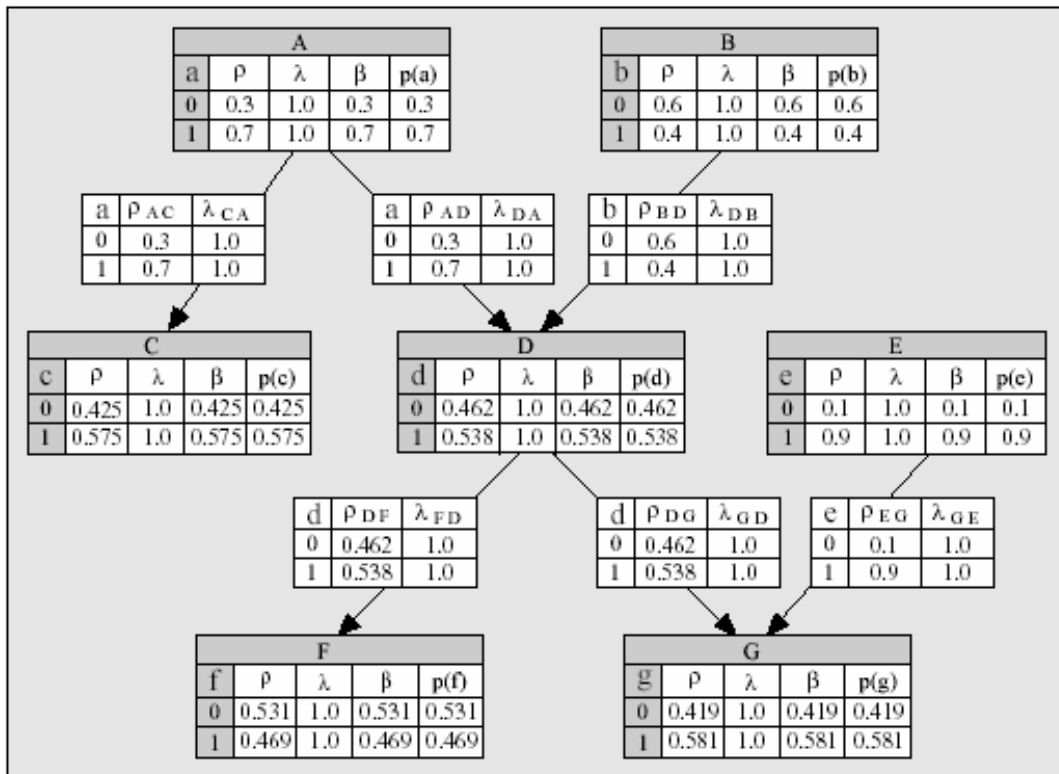 A
a ρ λ β p(a)
0 0.3 1.0 0.3 0.3
1 0.7 1.0 0.7 0.7
B
b ρ λ β p(b)
0 0.6 1.0 0.6 0.6
1 0.4 1.0 0.4 0.4
a ρ AC λ CA
0 0.3 1.0
1 0.7 1.0
a ρ AD λ DA
0 0.3 1.0
1 0.7 1.0
b ρ BD λ DB
0 0.6 1.0
1 0.4 1.0
C
c ρ λ β p(c)
0 0.425 1.0 0.425 0.425
1 0.575 1.0 0.575 0.575
D
d ρ λ β p(d)
0 0.462 1.0 0.462 0.462
1 0.538 1.0 0.538 0.538
E
e ρ λ β p(e)
0 0.1 1.0 0.1 0.1
1 0.9 1.0 0.9 0.9
d ρ DF λ FD
0 0.462 1.0
1 0.538 1.0
d ρ DG λ GD
0 0.462 1.0
1 0.538 1.0
e ρ EG λ GE
0 0.1 1.0
1 0.9 1.0
F
f ρ λ β p(f)
0 0.531 1.0 0.531 0.531
1 0.469 1.0 0.469 0.469
G
g ρ λ β p(g)
0 0.419 1.0 0.419 0.419
1 0.581 1.0 0.581 0.581